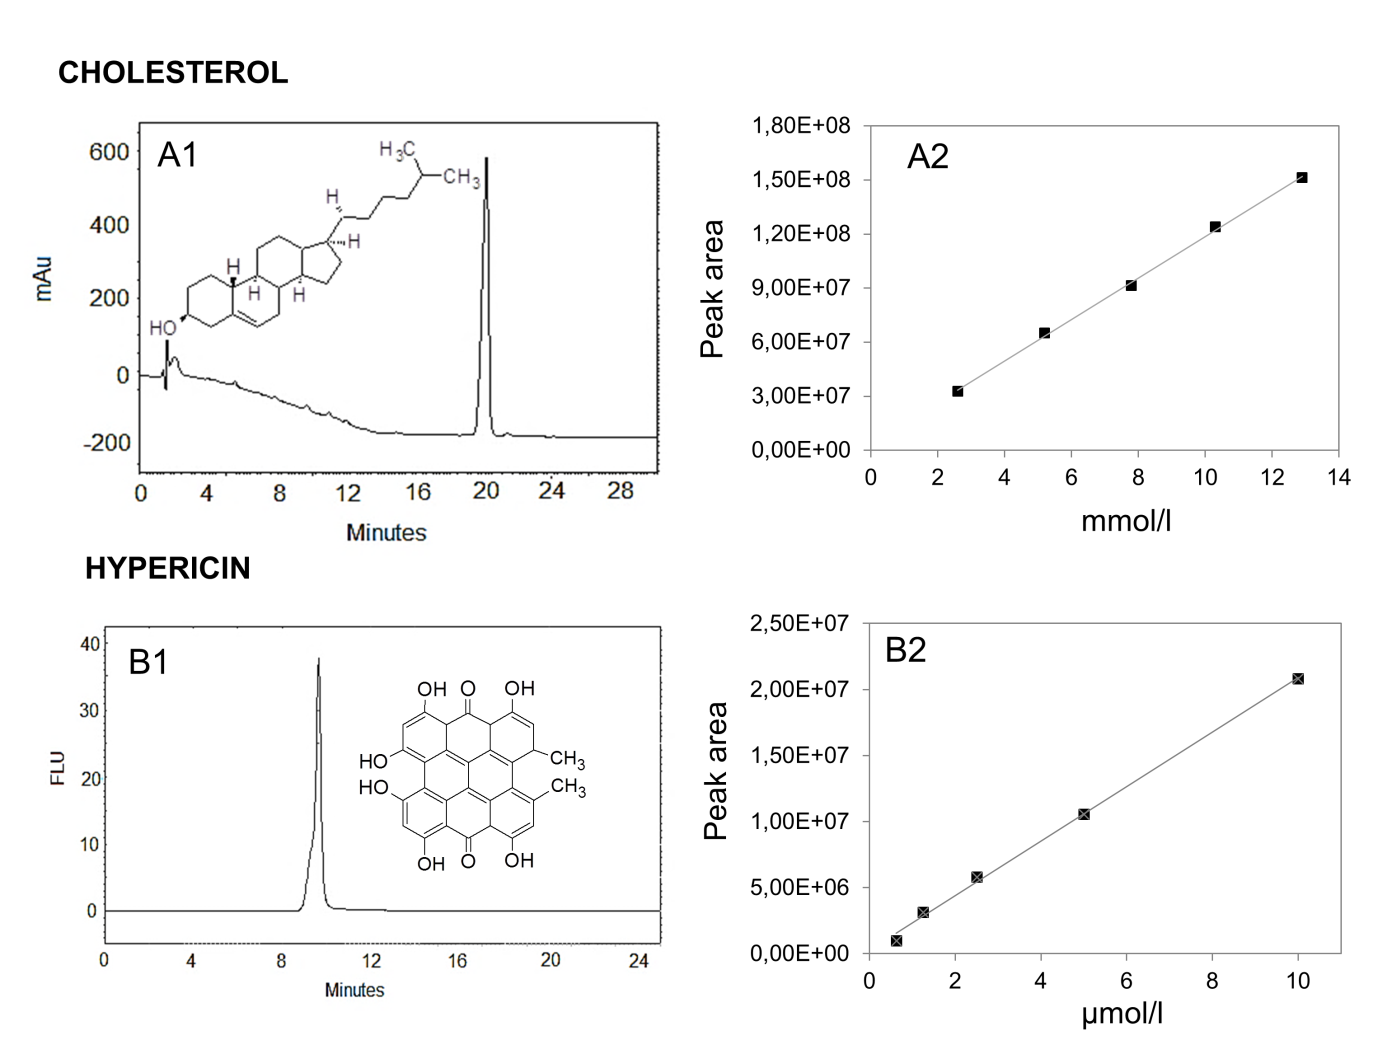 CHOLESTEROL
A1
600
400
200
0
-200
mAu
H₃C
CH₃
H
H
H
H
H
HO
0 4 8 12 16 20 24 28
Minutes
A2
1,80E+08
1,50E+08
1,20E+08
9,00E+07
6,00E+07
3,00E+07
0,00E+00
Peak area
0 2 4 6 8 10 12 14
mmol/l
HYPERICIN
B1
40
30
20
10
0
FLU
OH O OH
HO
CH₃
HO
CH₃
OH O OH
0 4 8 12 16 20 24
Minutes
B2
2,50E+07
2,00E+07
1,50E+07
1,00E+07
5,00E+06
0,00E+00
Peak area
0 2 4 6 8 10
µmol/l